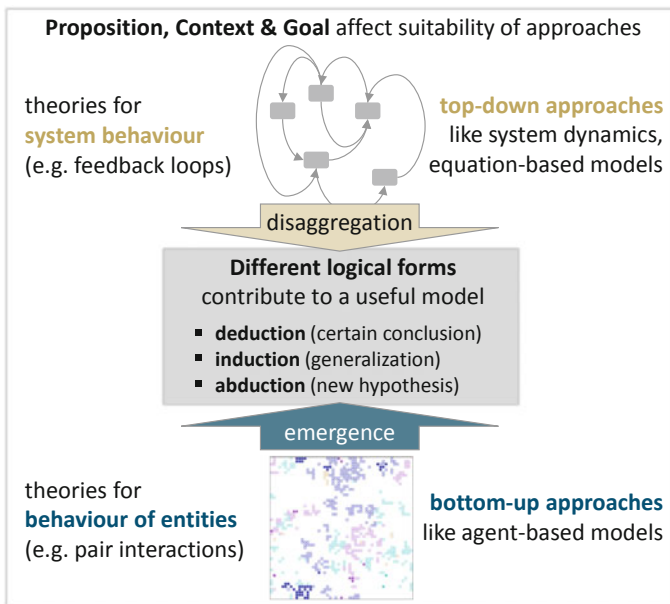 Proposition, Context & Goal affect suitability of approaches
theories for
system behaviour
(e.g. feedback loops)
top-down approaches
like system dynamics,
equation-based models
disaggregation
Different logical forms
contribute to a useful model
▪ deduction (certain conclusion)
▪ induction (generalization)
▪ abduction (new hypothesis)
emergence
theories for
behaviour of entities
(e.g. pair interactions)
bottom-up approaches
like agent-based models